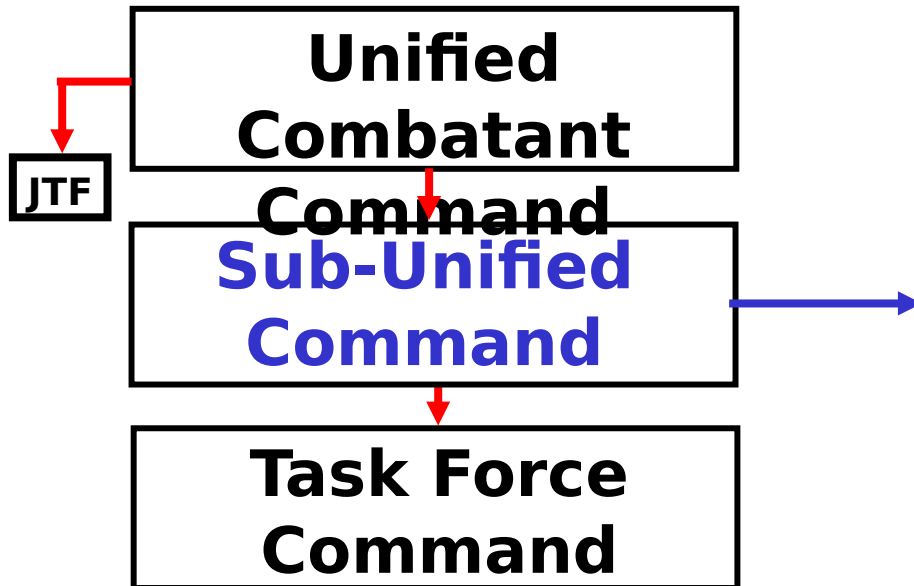 Unified
Combatant
Command
JTF
Sub-Unified
Command
Task Force
Command